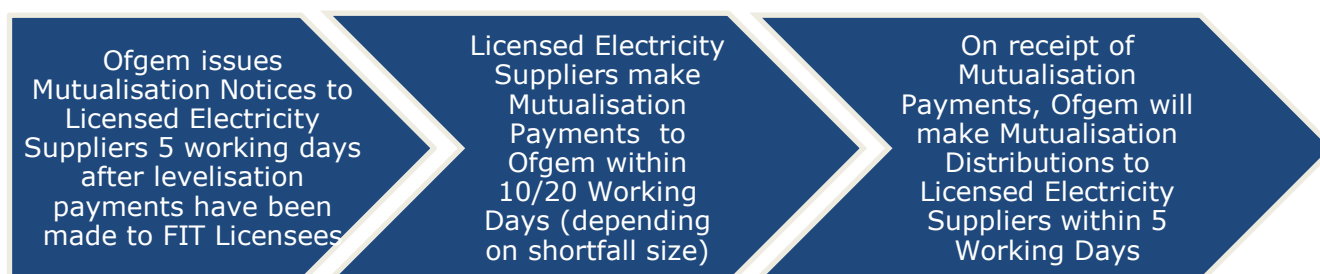 Ofgem issues
Mutualisation Notices to
Licensed Electricity
Suppliers 5 working days
after levelisation
payments have been
made to FIT Licensees
Licensed Electricity
Suppliers make
Mutualisation
Payments to
Ofgem within
10/20 Working
Days (depending
on shortfall size)
On receipt of
Mutualisation
Payments, Ofgem will
make Mutualisation
Distributions to
Licensed Electricity
Suppliers within 5
Working Days